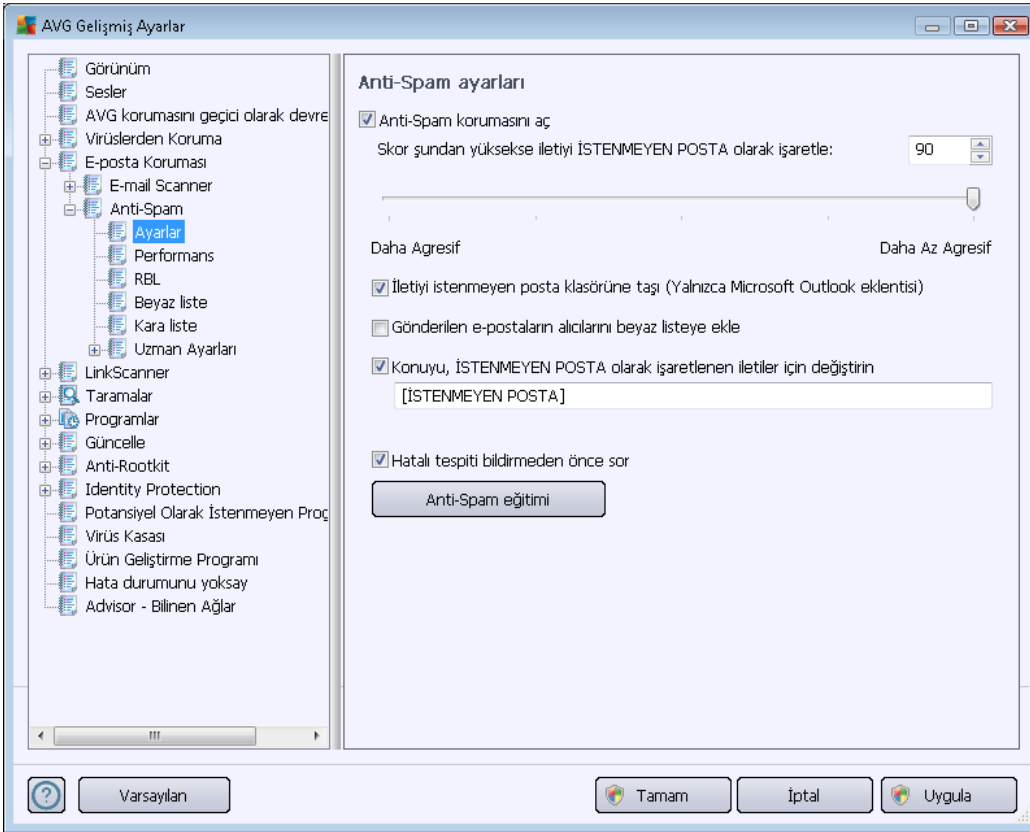 AVG Gelişmiş Ayarlar
Görünüm
Sesler
AVG korumasını geçici olarak devre
Virüslerden Koruma
E-posta Koruması
E-mail Scanner
Anti-Spam
Ayarlar
Performans
RBL
Beyaz liste
Kara liste
Uzman Ayarları
LinkScanner
Taramalar
Programlar
Güncelle
Anti-Rootkit
Identity Protection
Potansiyel Olarak İstenmeyen Prog
Virüs Kasası
Ürün Geliştirme Programı
Hata durumunu yoksay
Advisor - Bilinen Ağlar
Anti-Spam ayarları
Anti-Spam korumasını aç
Skor şundan yüksekse iletiyi İSTENMEYEN POSTA olarak işaretle: 90
Daha Agresif Daha Az Agresif
İletiyi istenmeyen posta klasörüne taşı (Yalnızca Microsoft Outlook eklentisi)
Gönderilen e-postaların alıcılarını beyaz listeye ekle
Konuyu, İSTENMEYEN POSTA olarak işaretlenen iletiler için değiştirin
[İSTENMEYEN POSTA]
Hatalı tespiti bildirmeden önce sor
Anti-Spam eğitimi
Varsayılan Tamam İptal Uygula